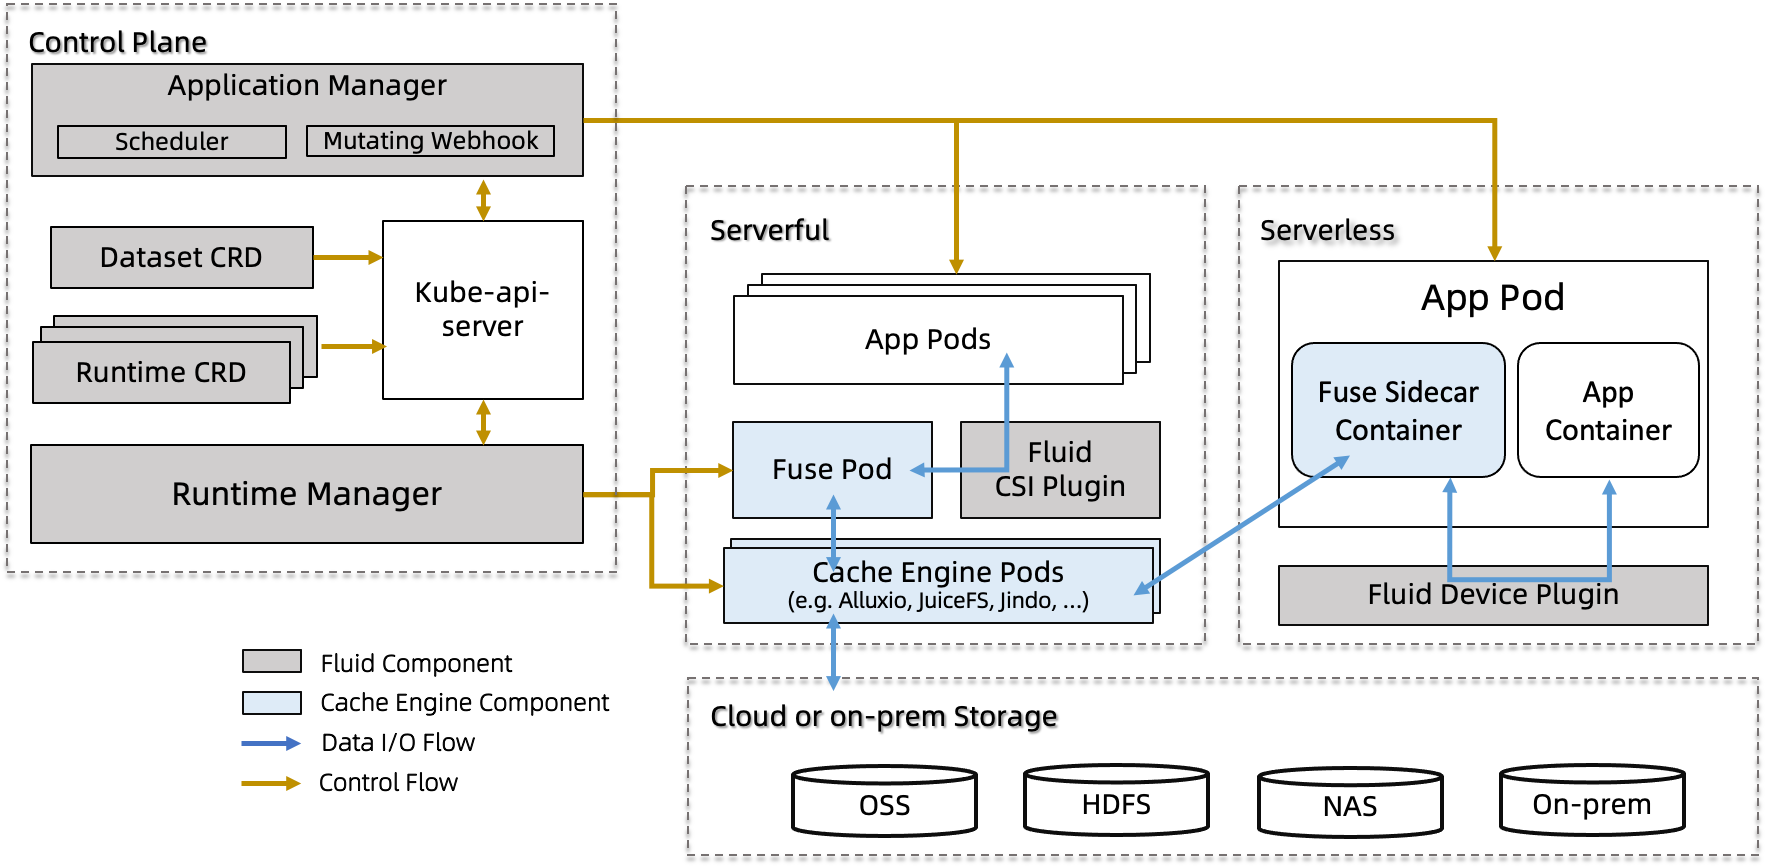 Control Plane
Application Manager
Scheduler
Mutating Webhook
Dataset CRD
Kube-api-
server
Runtime CRD
Runtime Manager
Serverful
App Pods
Fuse Pod
Fluid
CSI Plugin
Cache Engine Pods
(e.g. Alluxio, JuiceFS, Jindo, ...)
Serverless
App Pod
Fuse Sidecar
Container
App
Container
Fluid Device Plugin
Fluid Component
Cache Engine Component
Data I/O Flow
Control Flow
Cloud or on-prem Storage
OSS
HDFS
NAS
On-prem